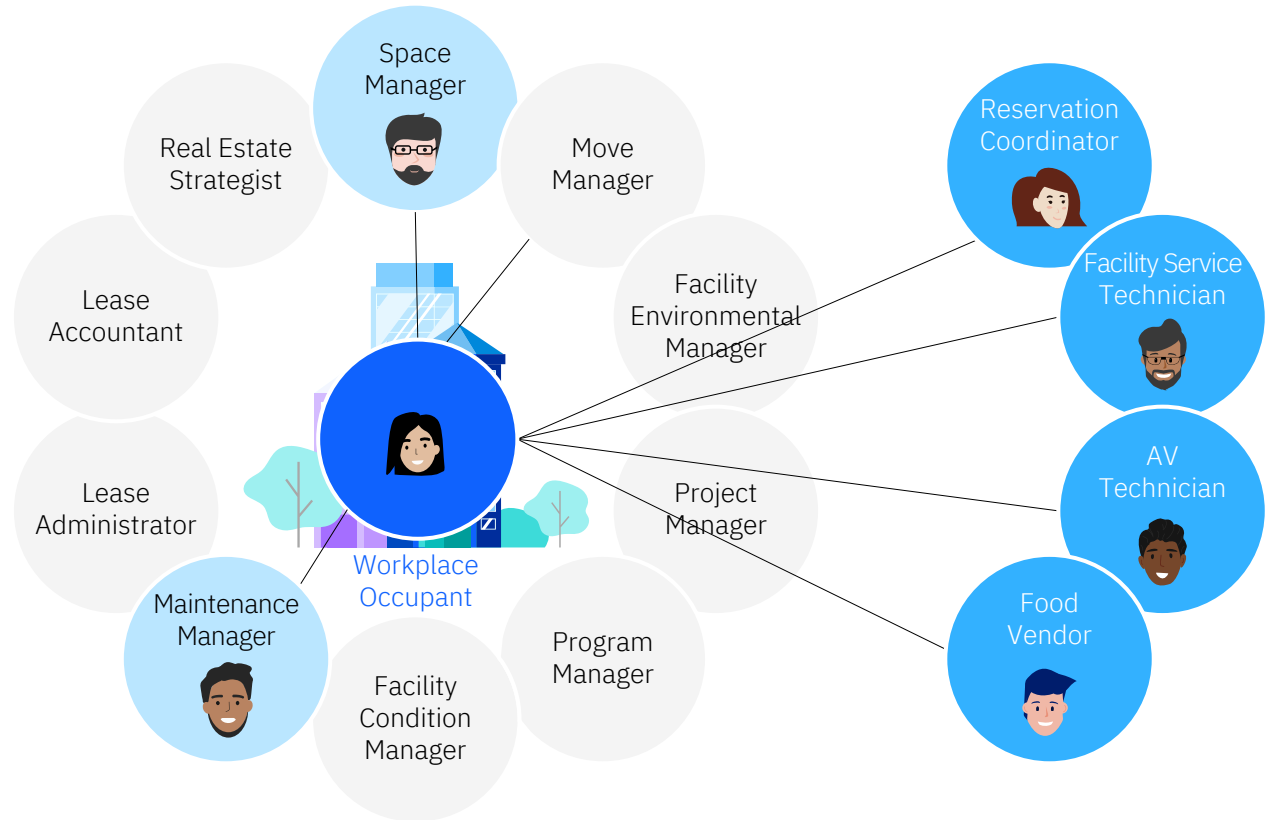 Space
Manager
Real Estate
Strategist
Move
Manager
Reservation
Coordinator
Lease
Accountant
Facility
Environmental
Manager
Facility Service
Technician
Lease
Administrator
Project
Manager
AV
Technician
Workplace
Occupant
Maintenance
Manager
Facility
Condition
Manager
Program
Manager
Food
Vendor